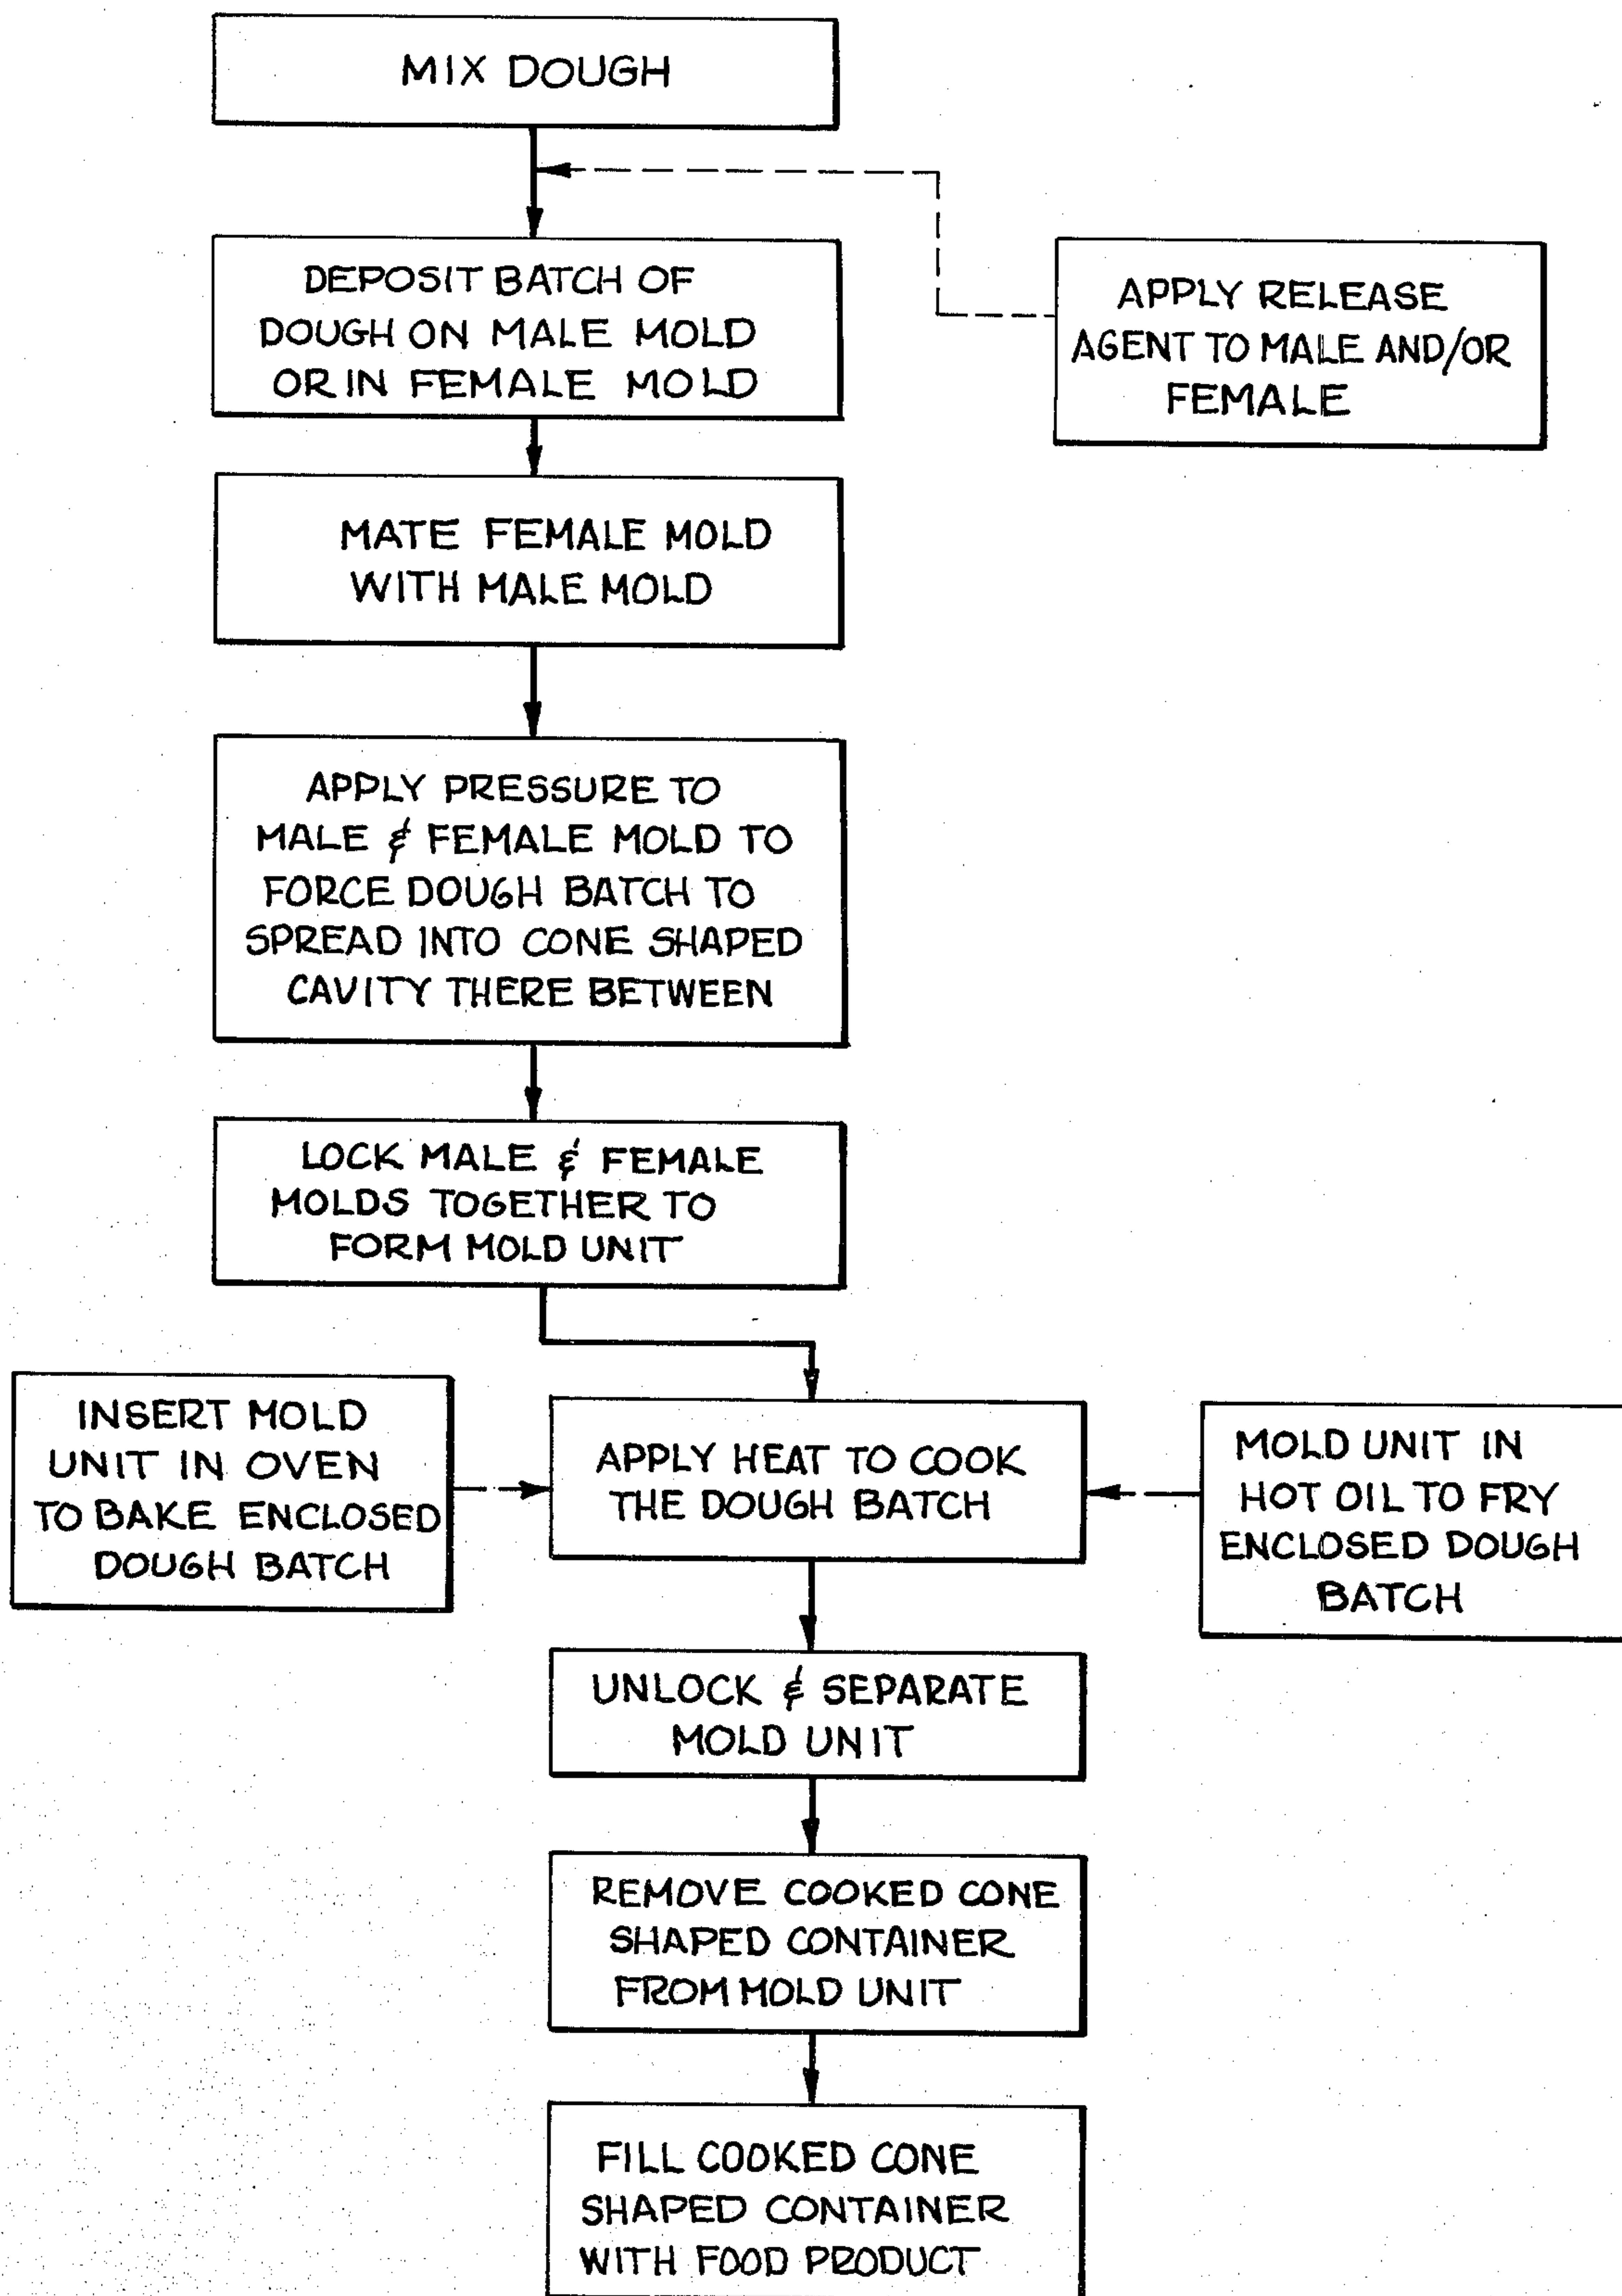 MIX DOUGH
DEPOSIT BATCH OF
DOUGH ON MALE MOLD
OR IN FEMALE MOLD
APPLY RELEASE
AGENT TO MALE AND/OR
FEMALE
MATE FEMALE MOLD
WITH MALE MOLD
APPLY PRESSURE TO
MALE & FEMALE MOLD TO
FORCE DOUGH BATCH TO
SPREAD INTO CONE SHAPED
CAVITY THERE BETWEEN
LOCK MALE & FEMALE
MOLDS TOGETHER TO
FORM MOLD UNIT
INSERT MOLD
UNIT IN OVEN
TO BAKE ENCLOSED
DOUGH BATCH
APPLY HEAT TO COOK
THE DOUGH BATCH
MOLD UNIT IN
HOT OIL TO FRY
ENCLOSED DOUGH
BATCH
UNLOCK & SEPARATE
MOLD UNIT
REMOVE COOKED CONE
SHAPED CONTAINER
FROM MOLD UNIT
FILL COOKED CONE
SHAPED CONTAINER
WITH FOOD PRODUCT